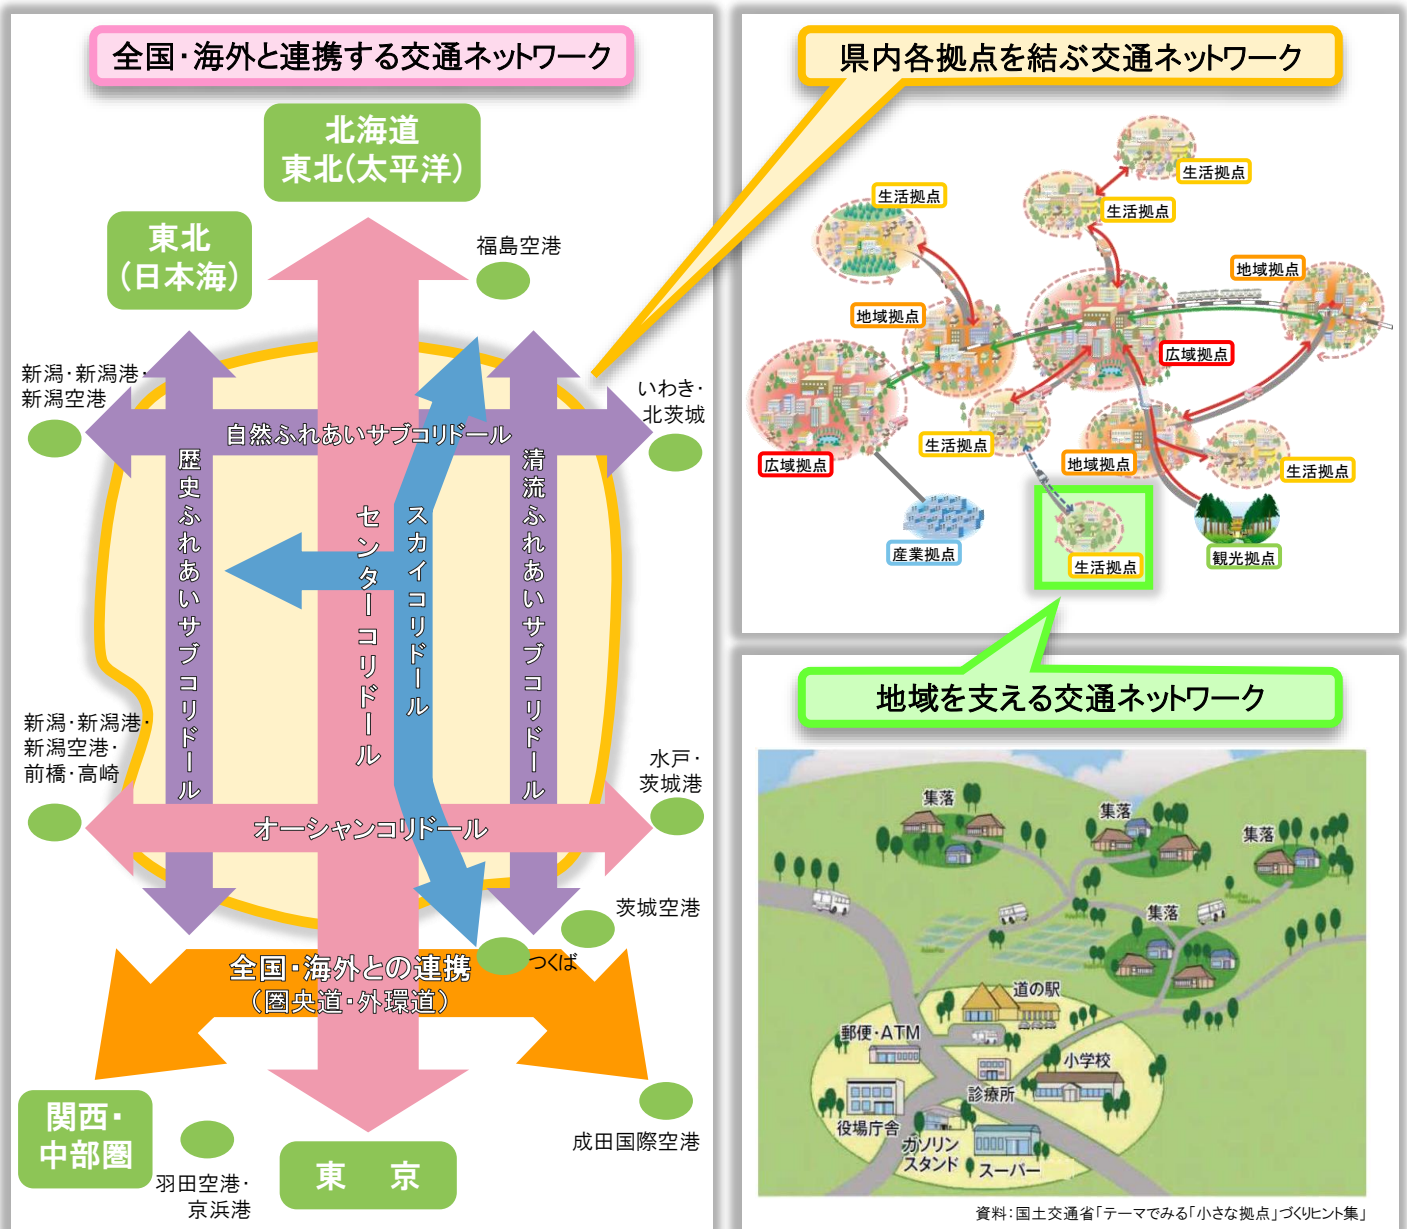 全国・海外と連携する交通ネットワーク
北海道
東北(太平洋)
東北
(日本海)
福島空港
新潟・新潟港・
新潟空港
いわき・
北茨城
自然ふれあいサブコリドール
歴史ふれあいサブコリドール
センターコリドール
スカイコリドール
清流ふれあいサブコリドール
新潟・新潟港・
新潟空港・
前橋・高崎
水戸・
茨城港
オーシャンコリドール
茨城空港
つくば
全国・海外との連携
(圏央道・外環道)
関西・
中部圏
羽田空港・
京浜港
東 京
成田国際空港
県内各拠点を結ぶ交通ネットワーク
生活拠点
生活拠点
生活拠点
地域拠点
地域拠点
広域拠点
生活拠点
広域拠点
地域拠点
生活拠点
産業拠点
生活拠点
観光拠点
地域を支える交通ネットワーク
集落
集落
集落
集落
道の駅
郵便・ATM
小学校
診療所
役場庁舎
ガソリン
スタンド
スーパー
資料：国土交通省「テーマでみる「小さな拠点」づくりヒント集」